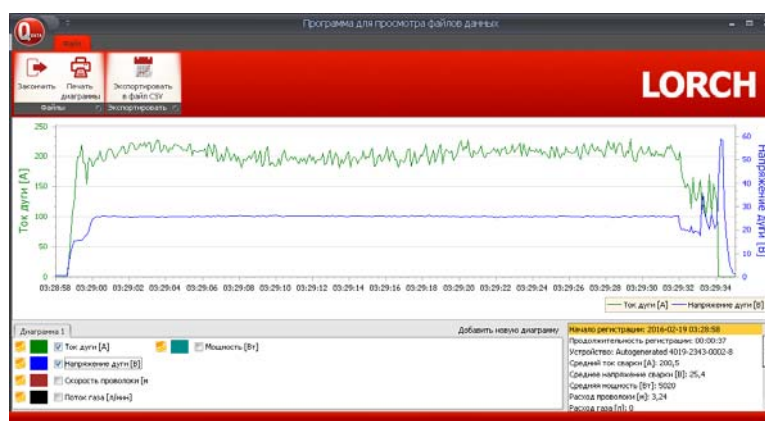 Программа для просмотра файлов данных
Q DATA
Файл
Закончить
Печать диаграммы
Экспортировать в файл CSV
Файлы
Экспортировать
LORCH
250
200
150
100
50
0
Ток дуги [А]
60
50
40
30
20
10
0
Напряжение дуги [В]
03:28:58 03:29:00 03:29:02 03:29:04 03:29:06 03:29:08 03:29:10 03:29:12 03:29:14 03:29:16 03:29:18 03:29:20 03:29:22 03:29:24 03:29:26 03:29:28 03:29:30 03:29:32 03:29:34
Ток дуги [А] Напряжение дуги [В]
Диаграмма 1
Добавить новую диаграмму
Ток дуги [А]
Мощность [Вт]
Напряжение дуги [В]
Скорость проволоки [м
Поток газа [л/мин]
Начало регистрации: 2016-02-19 03:28:58
Продолжительность регистрации: 00:00:37
Устройство: Autogenerated 4019-2343-0002-8
Средний ток сварки [А]: 200,5
Среднее напряжение сварки [В]: 25,4
Средняя мощность [Вт]: 5020
Расход проволоки [м]: 3,24
Расход газа [л]: 0